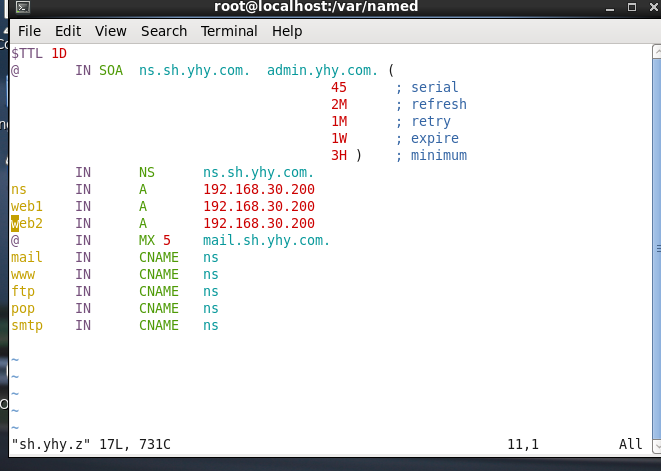 root@localhost:/var/named
File Edit View Search Terminal Help
$TTL 1D
@ IN SOA ns.sh.yhy.com. admin.yhy.com. (
45 ; serial
2M ; refresh
1M ; retry
1W ; expire
3H ) ; minimum
IN NS ns.sh.yhy.com.
ns IN A 192.168.30.200
web1 IN A 192.168.30.200
web2 IN A 192.168.30.200
@ IN MX 5 mail.sh.yhy.com.
mail IN CNAME ns
www IN CNAME ns
ftp IN CNAME ns
pop IN CNAME ns
smtp IN CNAME ns
~
~
~
~
~
"sh.yhy.z" 17L, 731C 11,1 All